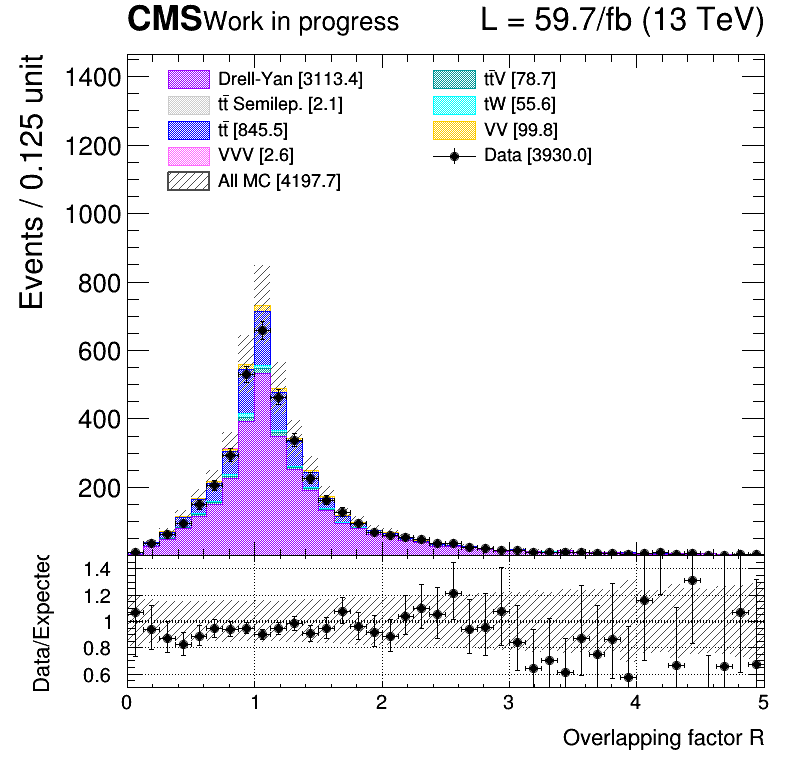 CMS Work in progress L = 59.7/fb (13 TeV)
Events / 0.125 unit
1400
1200
1000
800
600
400
200
Drell-Yan [3113.4]
tt̄ Semilep. [2.1]
tt̄ [845.5]
VVV [2.6]
All MC [4197.7]
tt̄V [78.7]
tW [55.6]
VV [99.8]
Data [3930.0]
Data/Expected
1.4
1.2
1
0.8
0.6
0 1 2 3 4 5
Overlapping factor R